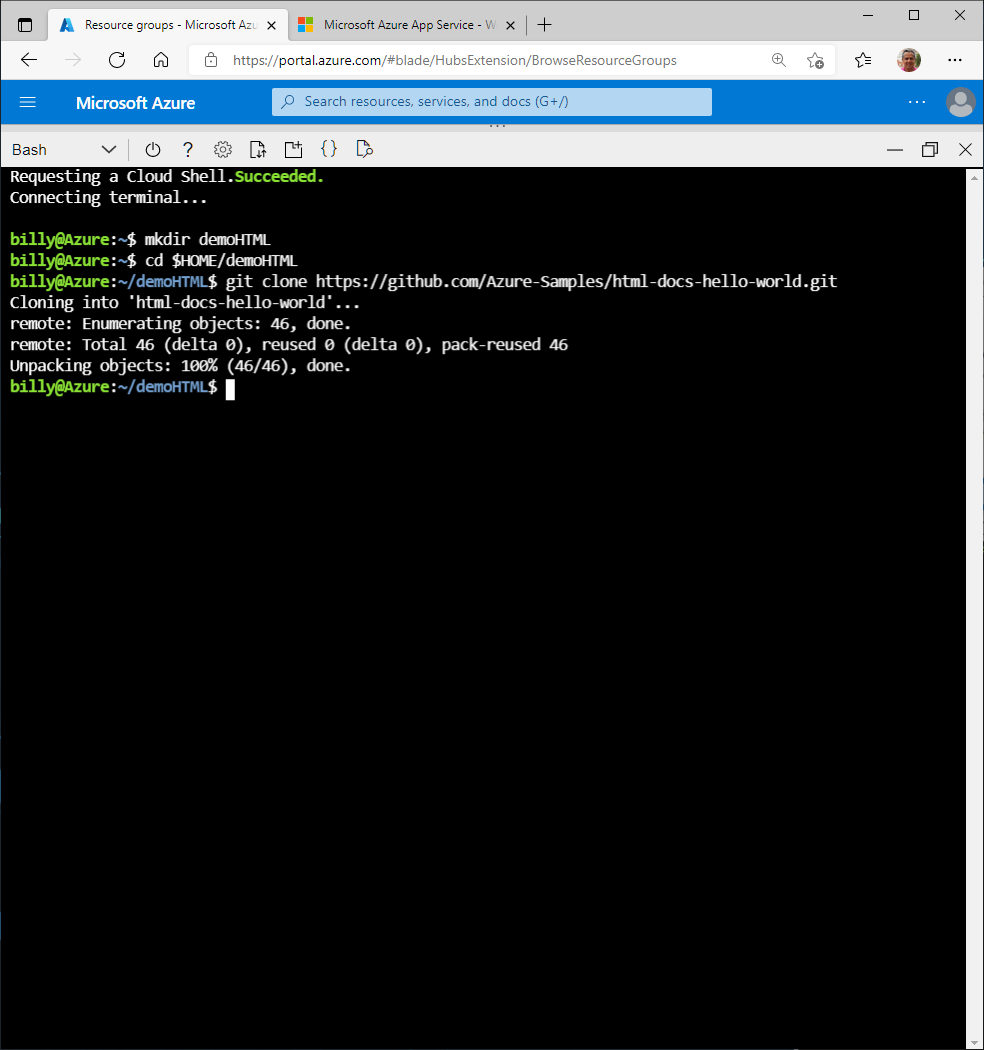 Resource groups - Microsoft Azu
Microsoft Azure App Service - W
https://portal.azure.com/#blade/HubsExtension/BrowseResourceGroups
Microsoft Azure
Search resources, services, and docs (G+/)
Bash
Requesting a Cloud Shell.Succeeded.
Connecting terminal...
billy@Azure:~$ mkdir demoHTML
billy@Azure:~$ cd $HOME/demoHTML
billy@Azure:~/demoHTML$ git clone https://github.com/Azure-Samples/html-docs-hello-world.git
Cloning into 'html-docs-hello-world'...
remote: Enumerating objects: 46, done.
remote: Total 46 (delta 0), reused 0 (delta 0), pack-reused 46
Unpacking objects: 100% (46/46), done.
billy@Azure:~/demoHTML$